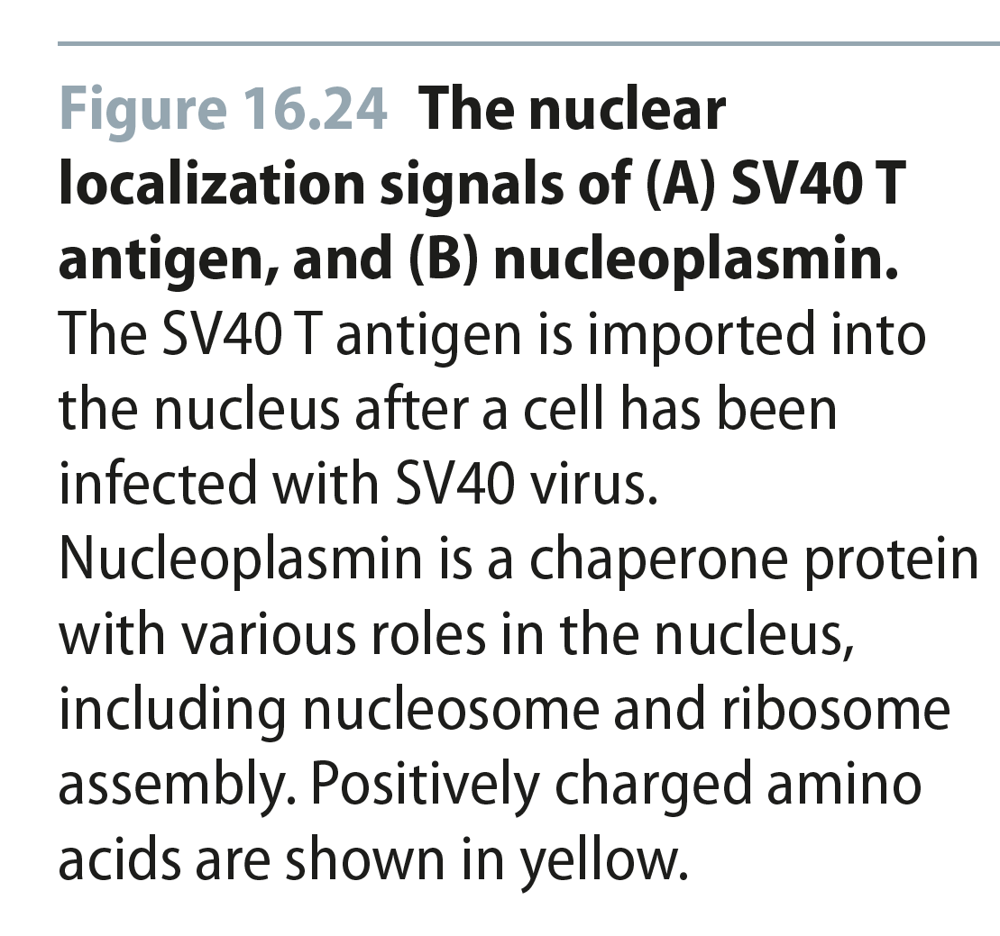 Figure 16.24 The nuclear
localization signals of (A) SV40 T
antigen, and (B) nucleoplasmin.
The SV40 T antigen is imported into
the nucleus after a cell has been
infected with SV40 virus.
Nucleoplasmin is a chaperone protein
with various roles in the nucleus,
including nucleosome and ribosome
assembly. Positively charged amino
acids are shown in yellow.